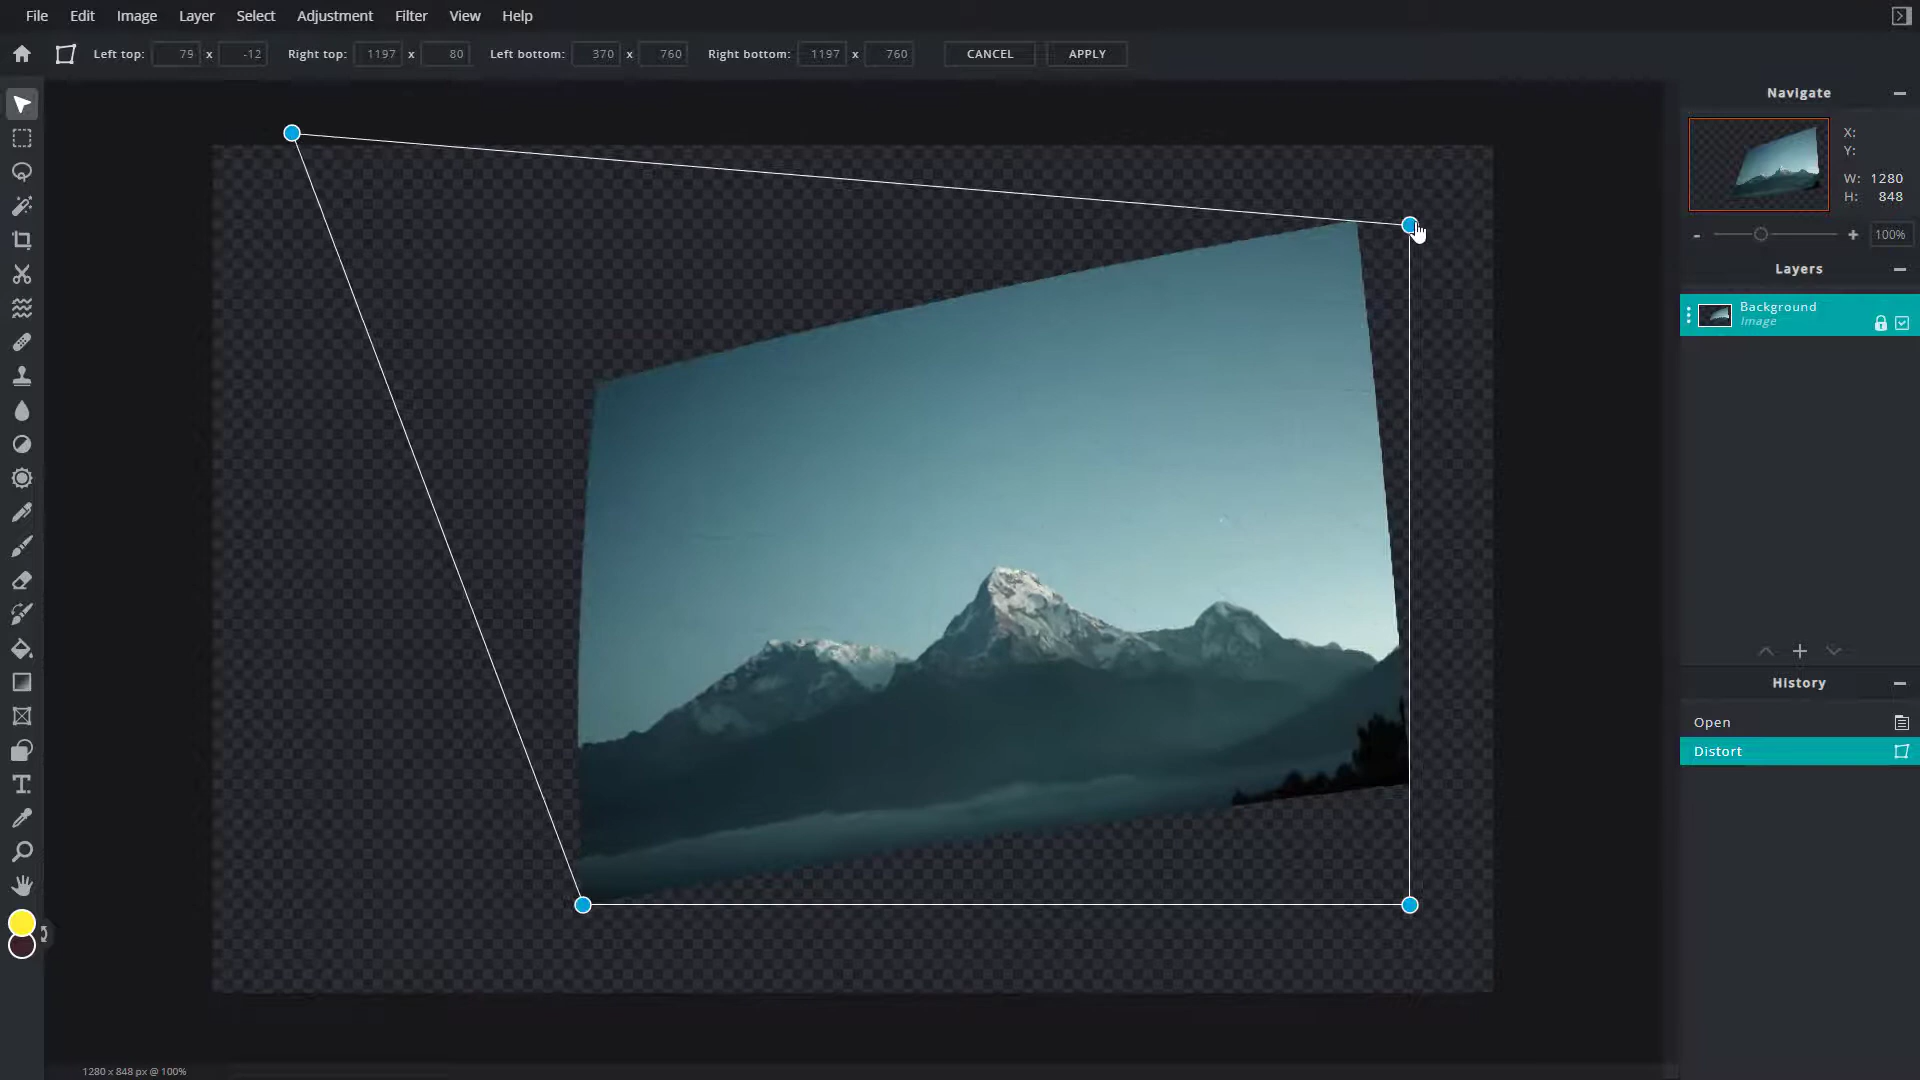 File Edit Image Layer Select Adjustment Filter View Help
Left top: 79 x -12 Right top: 1197 x 80 Left bottom: 370 x 760 Right bottom: 1197 x 760 CANCEL APPLY
Navigate
X:
Y:
W: 1280
H: 848
- + 100%
Layers
Background
Image
History
Open
Distort
1280 x 848 px @ 100%